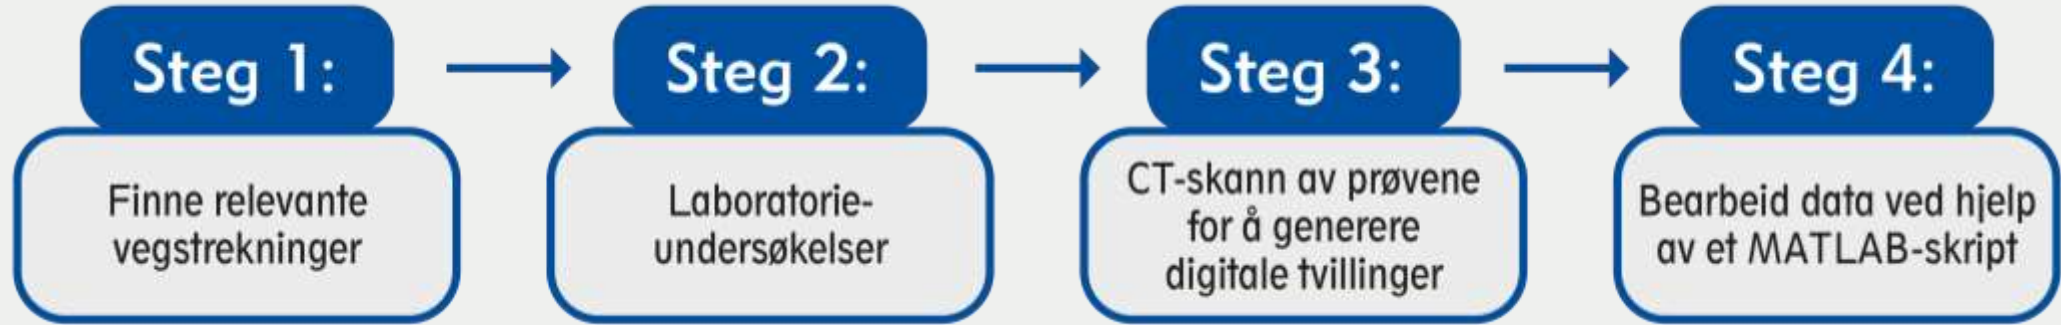 Steg 1:
Finne relevante
vegstrekninger
Steg 2:
Laboratorie-
undersøkelser
Steg 3:
CT-skann av prøvene
for å generere
digitale tvillinger
Steg 4:
Bearbeid data ved hjelp
av et MATLAB-skript